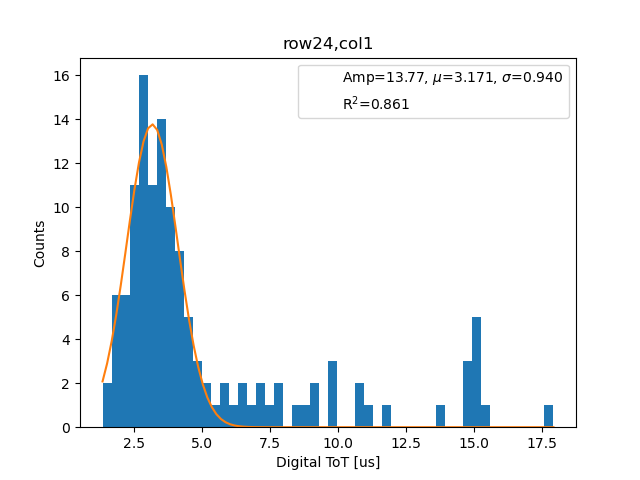 row24,col1
Amp=13.77, μ=3.171, σ=0.940
R²=0.861
16
14
12
10
8
6
4
2
0
Counts
2.5 5.0 7.5 10.0 12.5 15.0 17.5
Digital ToT [us]